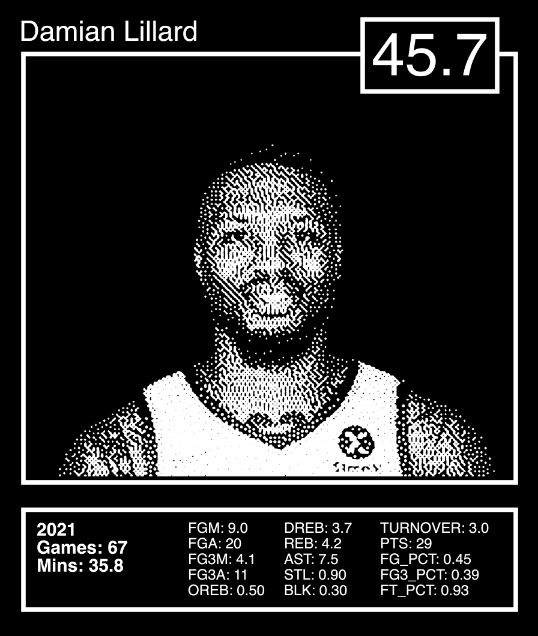 Damian Lillard
45.7
2021
Games: 67
Mins: 35.8
FGM: 9.0
FGA: 20
FG3M: 4.1
FG3A: 11
OREB: 0.50
DREB: 3.7
REB: 4.2
AST: 7.5
STL: 0.90
BLK: 0.30
TURNOVER: 3.0
PTS: 29
FG_PCT: 0.45
FG3_PCT: 0.39
FT_PCT: 0.93